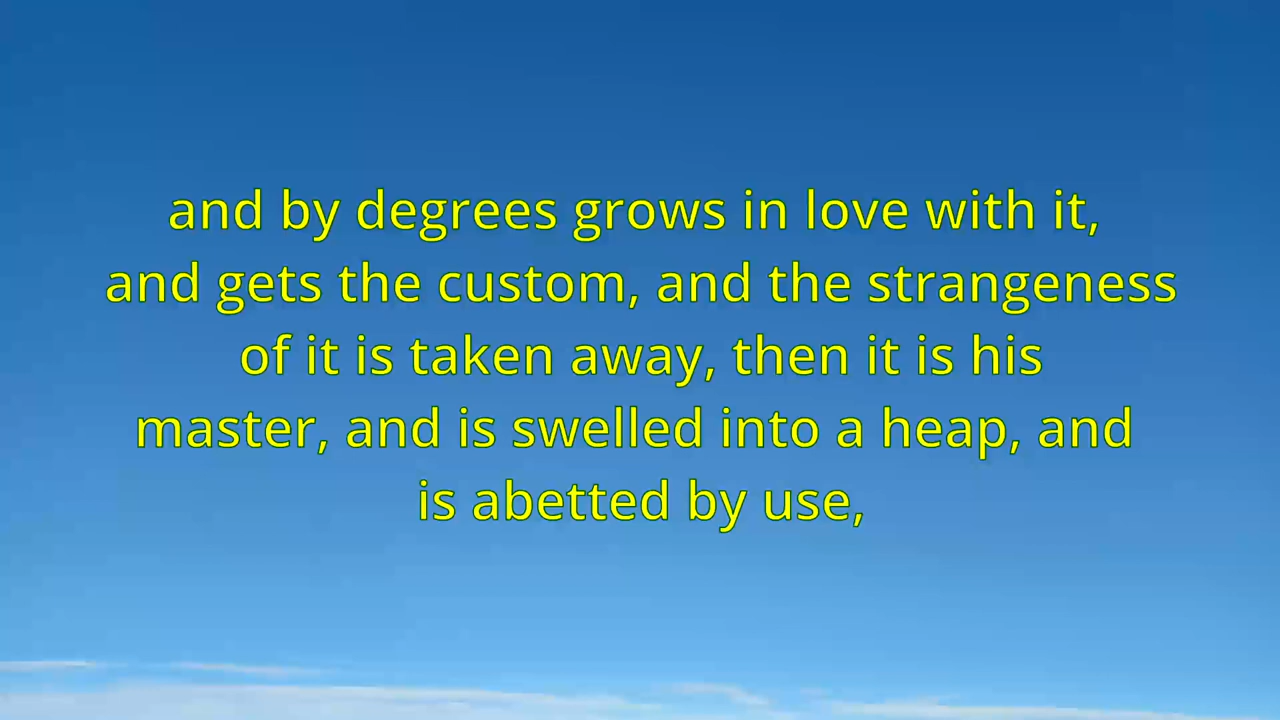 and by degrees grows in love with it,
and gets the custom, and the strangeness
of it is taken away, then it is his
master, and is swelled into a heap, and
is abetted by use,